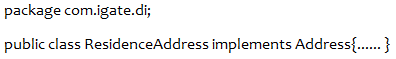 package com.igate.di;
public class ResidenceAddress implements Address{...... }